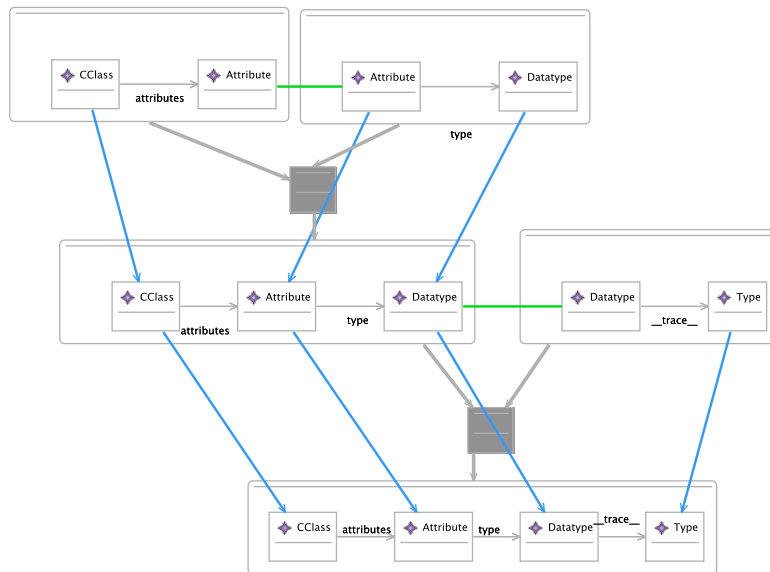 CClass
attributes
Attribute
Attribute
type
Datatype
CClass
attributes
Attribute
type
Datatype
Datatype
__trace__
Type
CClass
attributes
Attribute
type
Datatype
__trace__
Type